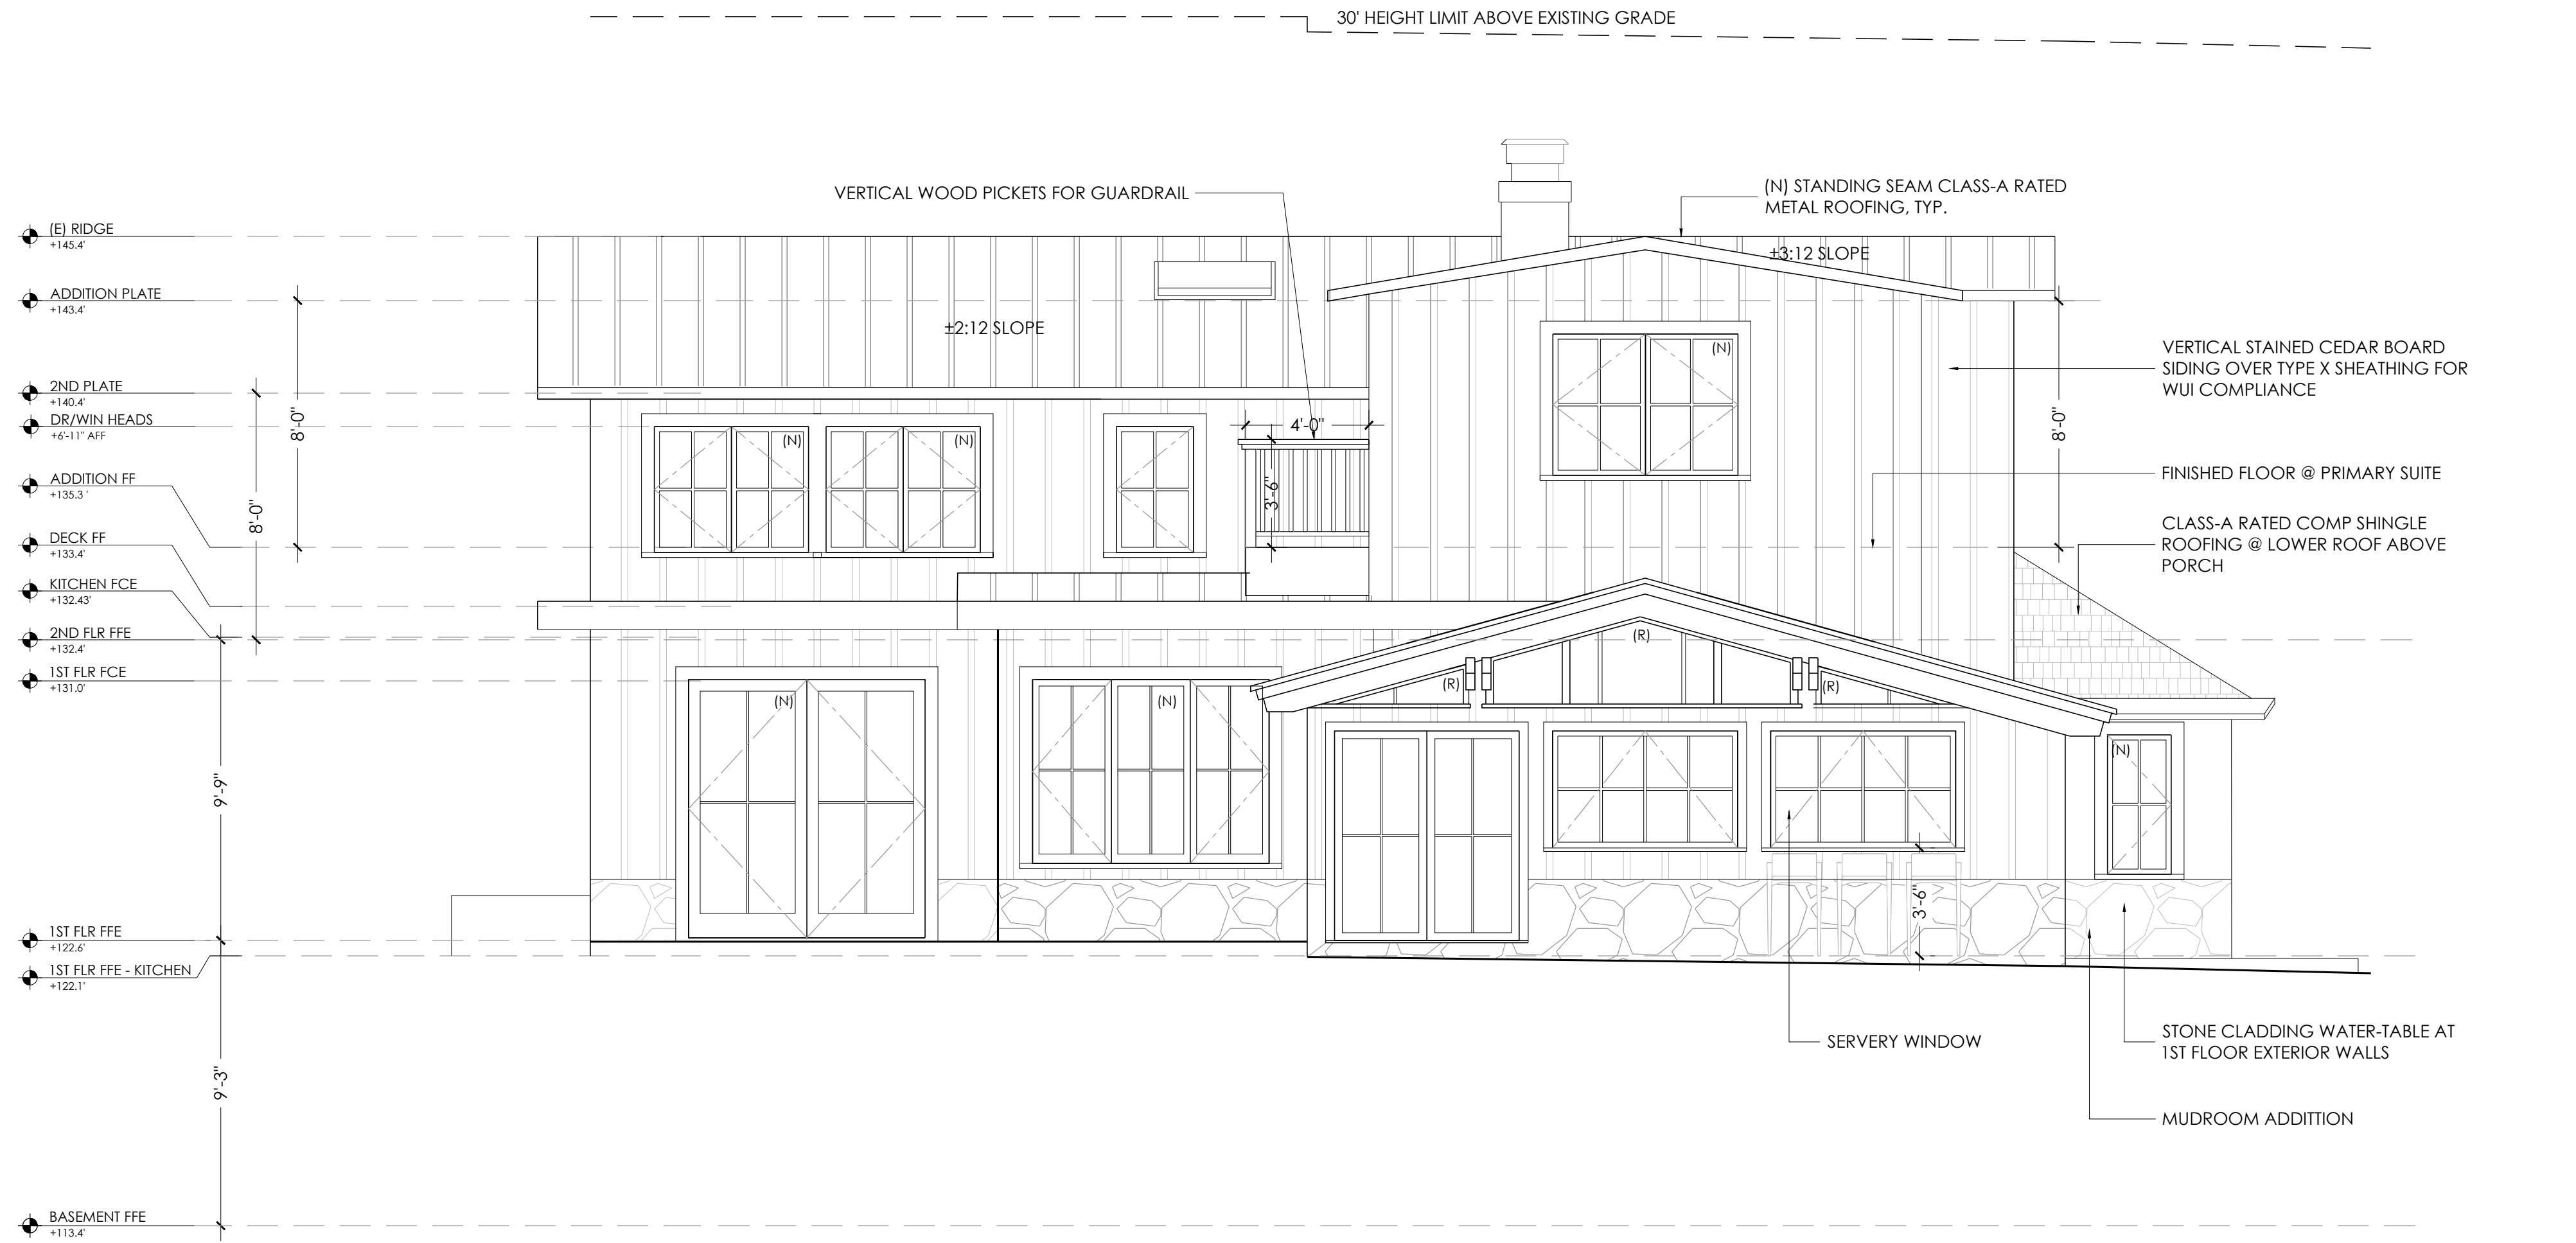 30' HEIGHT LIMIT ABOVE EXISTING GRADE
VERTICAL WOOD PICKETS FOR GUARDRAIL
(N) STANDING SEAM CLASS-A RATED
METAL ROOFING, TYP.
±3:12 SLOPE
±2:12 SLOPE
(E) RIDGE
+145.4'
ADDITION PLATE
+143.4'
2ND PLATE
+140.4'
DR/WIN HEADS
+6'-11" AFF
ADDITION FF
+135.3 '
DECK FF
+133.4'
KITCHEN FCE
+132.43'
2ND FLR FFE
+132.4'
1ST FLR FCE
+131.0'
1ST FLR FFE
+122.6'
1ST FLR FFE - KITCHEN
+122.1'
BASEMENT FFE
+113.4'
8'-0"
8'-0"
9'-9"
9'-3"
(N)
(N)
4'-0"
3'-6"
(N)
8'-0"
VERTICAL STAINED CEDAR BOARD
SIDING OVER TYPE X SHEATHING FOR
WUI COMPLIANCE
FINISHED FLOOR @ PRIMARY SUITE
CLASS-A RATED COMP SHINGLE
ROOFING @ LOWER ROOF ABOVE
PORCH
(R)
(R)
(R)
(N)
(N)
(N)
3'-6"
SERVERY WINDOW
STONE CLADDING WATER-TABLE AT
1ST FLOOR EXTERIOR WALLS
MUDROOM ADDITTION